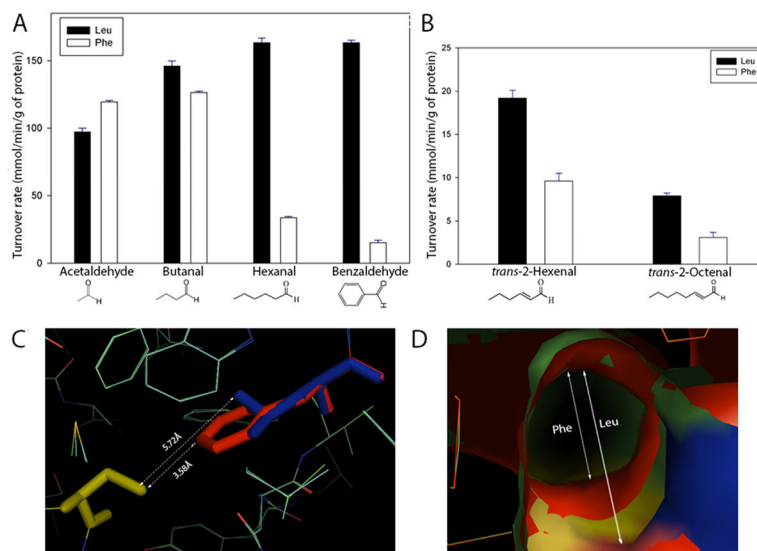 A
Leu
Phe
Turnover rate (mmol/min/g of protein)
150
100
50
0
Acetaldehyde Butanal Hexanal Benzaldehyde
O
H
O
H
O
H
O
H
B
Leu
Phe
Turnover rate (mmol/min/g of protein)
25
20
15
10
5
0
trans-2-Hexenal trans-2-Octenal
O
H
O
H
C
5.72Å
3.58Å
D
Phe
Leu